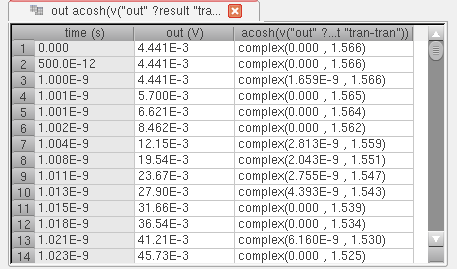 out acosh(v("out" ?result "tra...
time (s) out (V) acosh(v("out" ?...t "tran-tran"))
1 0.000 4.441E-3 complex(0.000 , 1.566)
2 500.0E-12 4.441E-3 complex(0.000 , 1.566)
3 1.000E-9 4.441E-3 complex(1.659E-9 , 1.566)
4 1.001E-9 5.700E-3 complex(0.000 , 1.565)
5 1.001E-9 6.621E-3 complex(0.000 , 1.564)
6 1.002E-9 8.462E-3 complex(0.000 , 1.562)
7 1.004E-9 12.15E-3 complex(2.813E-9 , 1.559)
8 1.008E-9 19.54E-3 complex(2.043E-9 , 1.551)
9 1.011E-9 23.67E-3 complex(2.755E-9 , 1.547)
10 1.013E-9 27.90E-3 complex(4.393E-9 , 1.543)
11 1.015E-9 31.66E-3 complex(0.000 , 1.539)
12 1.018E-9 36.54E-3 complex(0.000 , 1.534)
13 1.021E-9 41.21E-3 complex(6.160E-9 , 1.530)
14 1.023E-9 45.73E-3 complex(0.000 , 1.525)